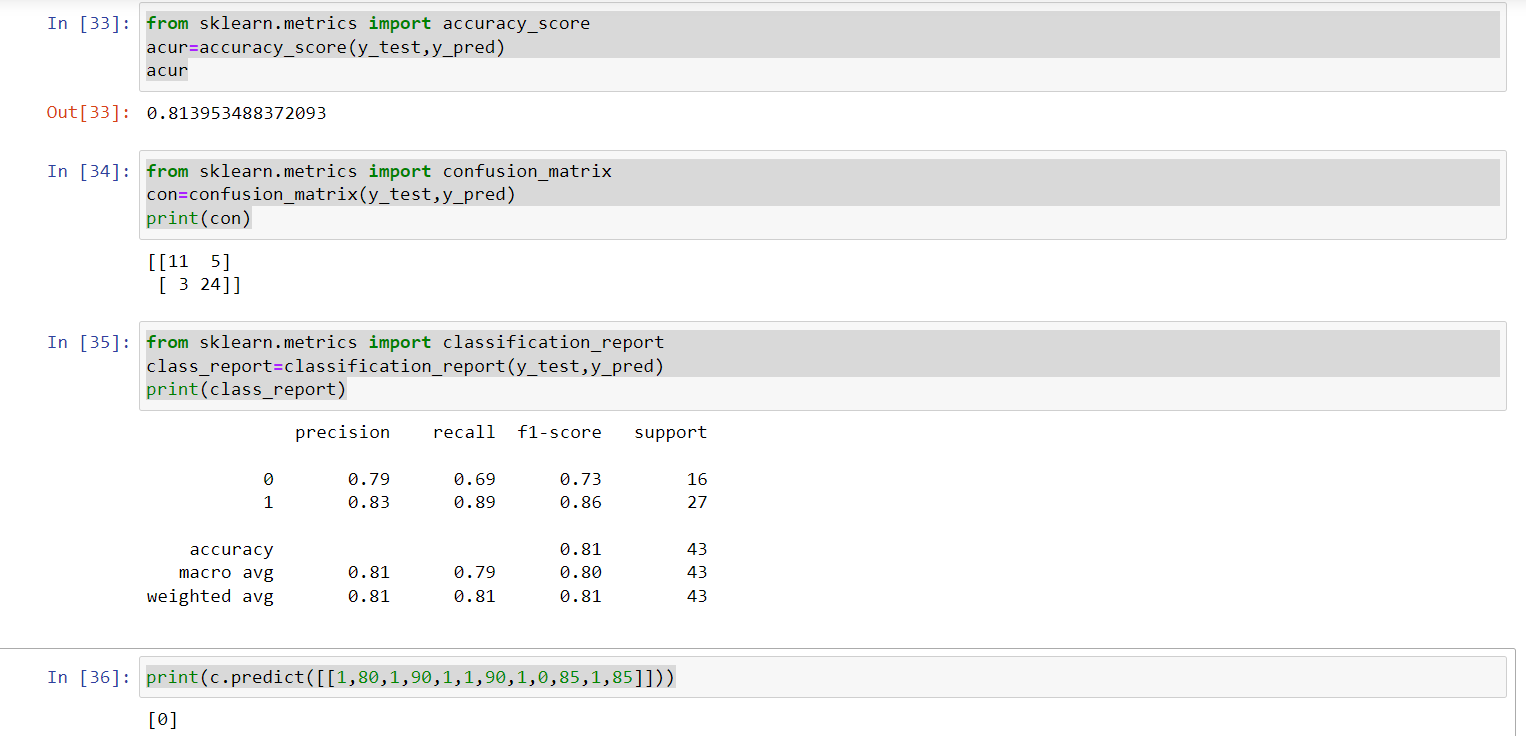 In [33]: from sklearn.metrics import accuracy_score
acur=accuracy_score(y_test,y_pred)
acur
Out[33]: 0.813953488372093
In [34]: from sklearn.metrics import confusion_matrix
con=confusion_matrix(y_test,y_pred)
print(con)
[[11  5]
 [ 3 24]]
In [35]: from sklearn.metrics import classification_report
class_report=classification_report(y_test,y_pred)
print(class_report)
              precision    recall  f1-score   support
           0       0.79      0.69      0.73        16
           1       0.83      0.89      0.86        27
    accuracy                           0.81        43
   macro avg       0.81      0.79      0.80        43
weighted avg       0.81      0.81      0.81        43
In [36]: print(c.predict([[1,80,1,90,1,1,90,1,0,85,1,85]]))
[0]